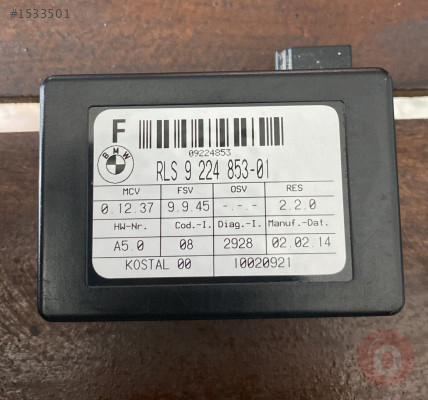 #1533501
F
09224853
BMW
RLS 9 224 853-01
MCV FSV OSV RES
0.12.37 9.9.45 -.-.- 2.2.0
HW-Nr. Cod.-I. Diag.-I. Manuf.-Dat.
A5.0 08 2928 02.02.14
KOSTAL 00 10020921